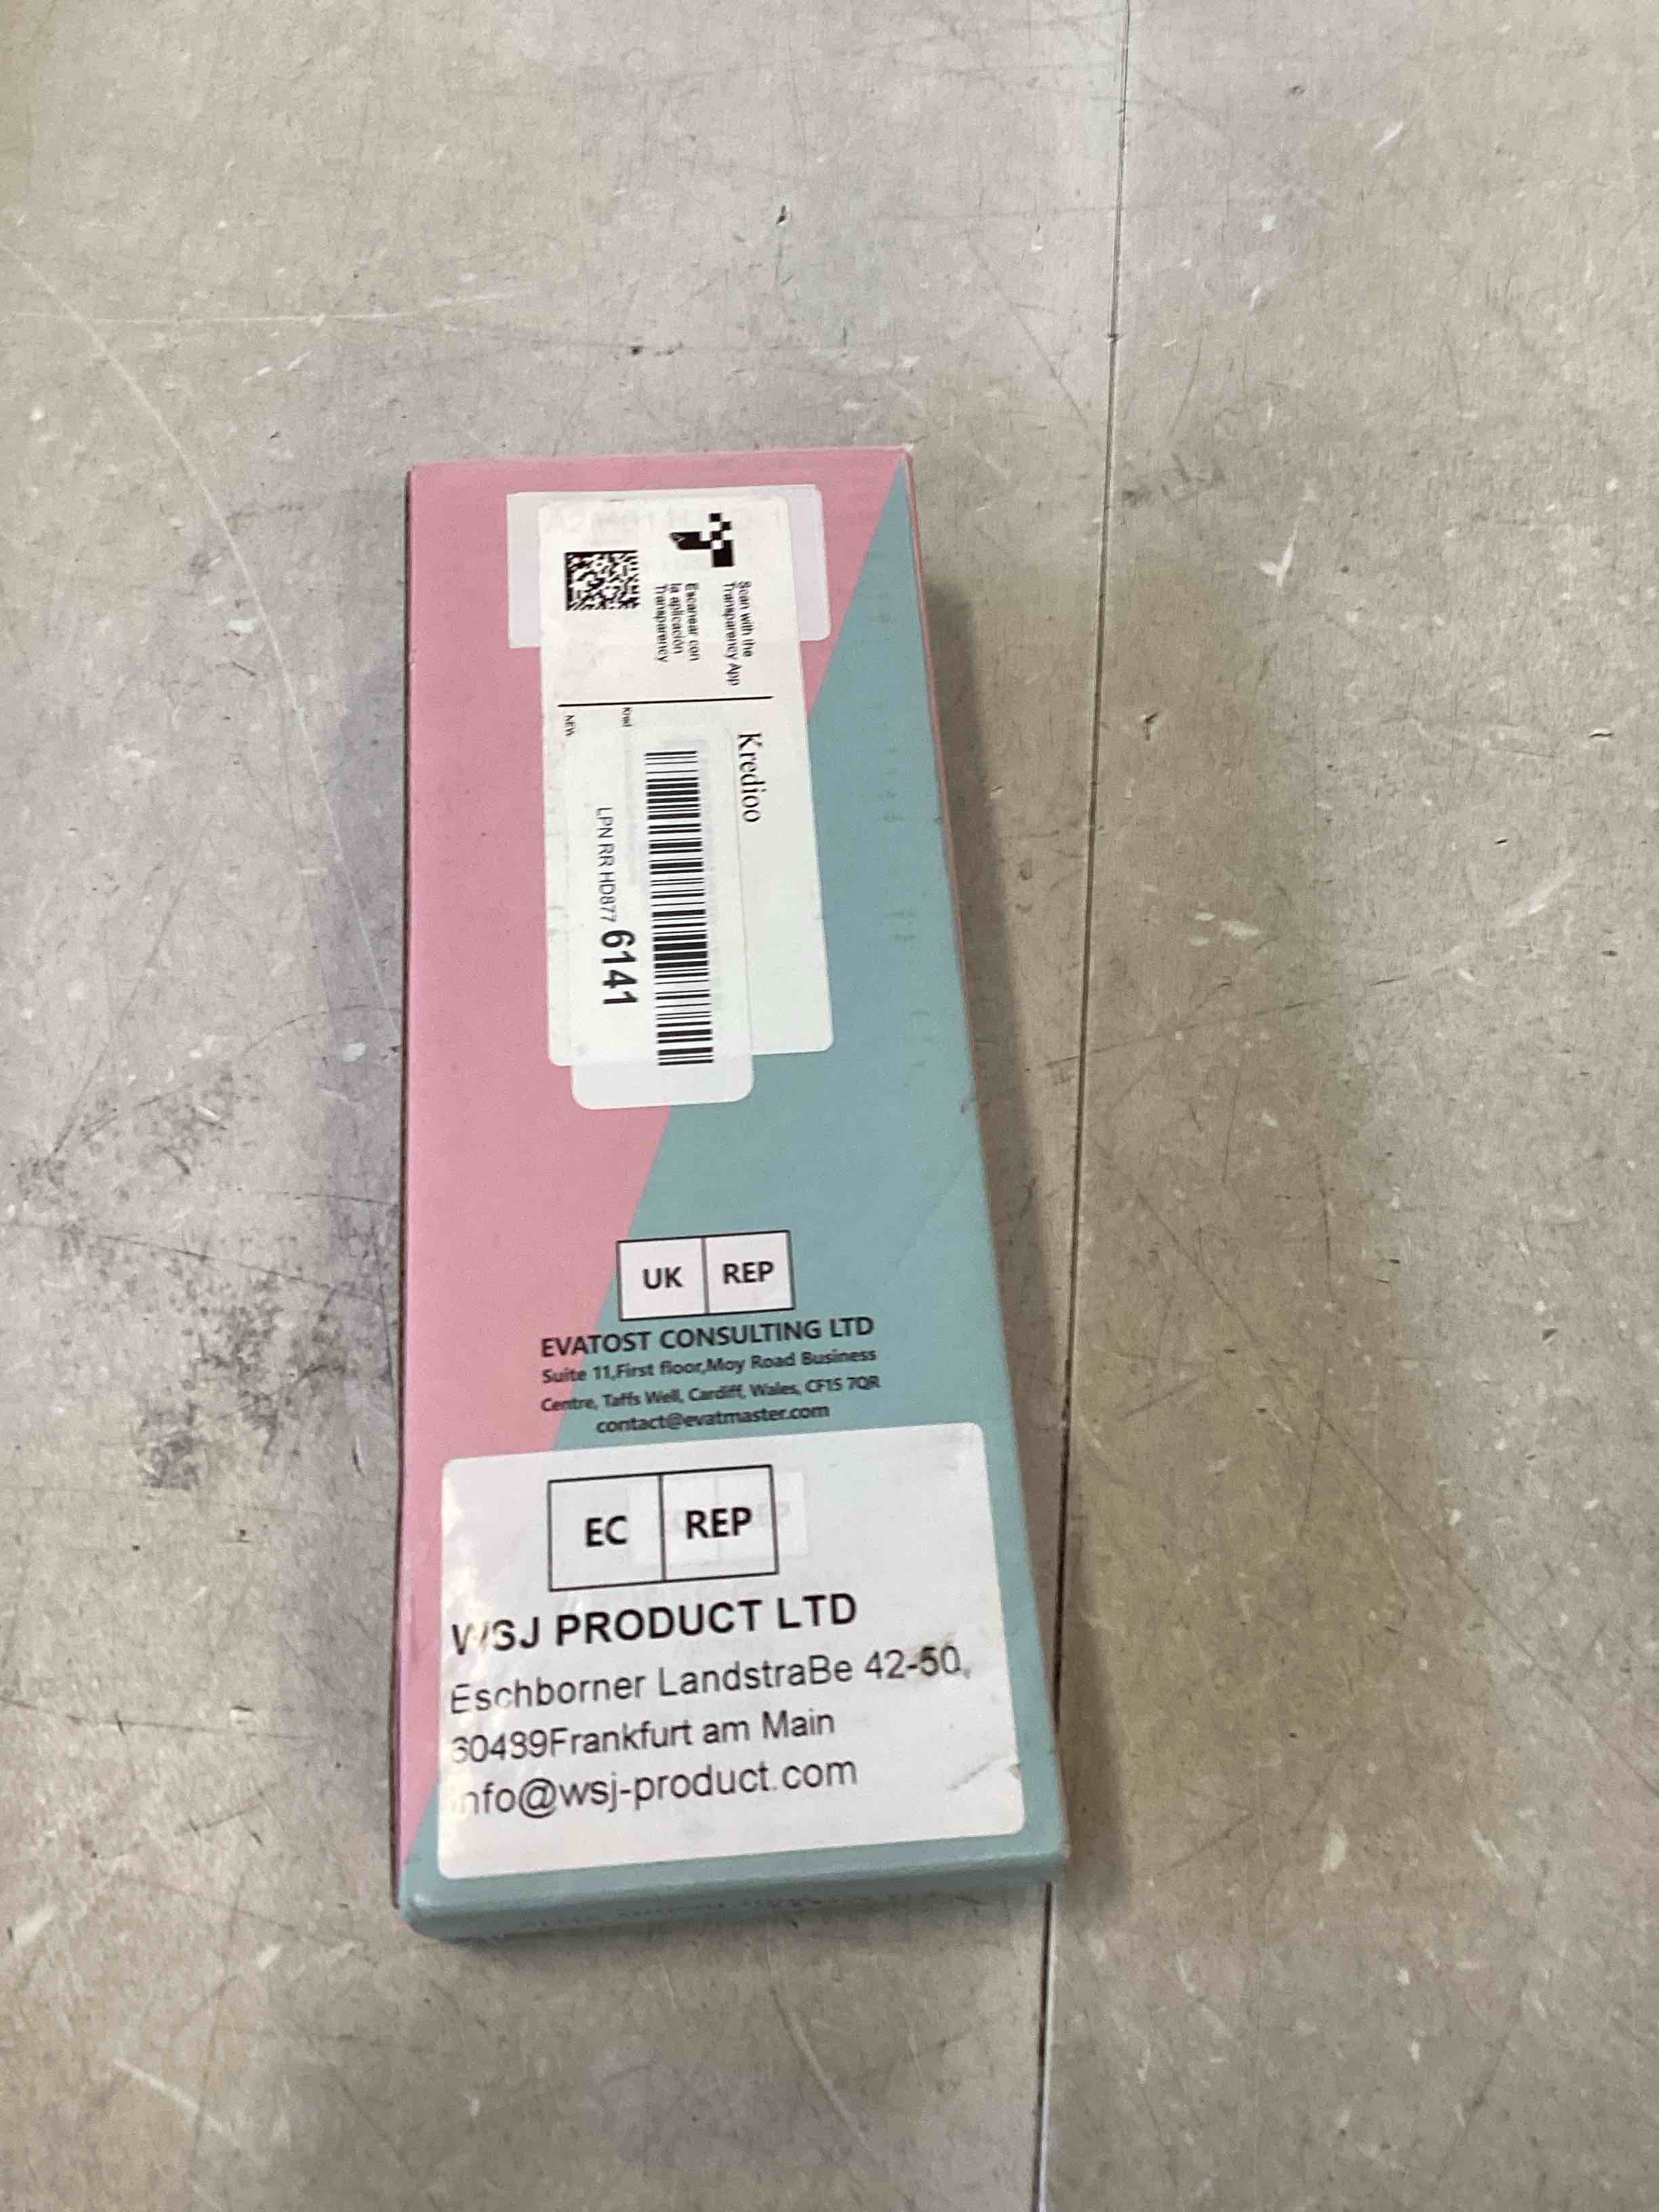 Scan with the
Transparency App
Escanear con
la aplicación
Transparency
Kredioo
Kred
NEW
LPN RR HD877 6141
UK REP
EVATOST CONSULTING LTD
Suite 11,First floor,Moy Road Business
Centre, Taffs Well, Cardiff, Wales, CF15 7QR
contact@evatmaster.com
EC REP
WSJ PRODUCT LTD
Eschborner LandstraBe 42-50,
60489Frankfurt am Main
info@wsj-product.com